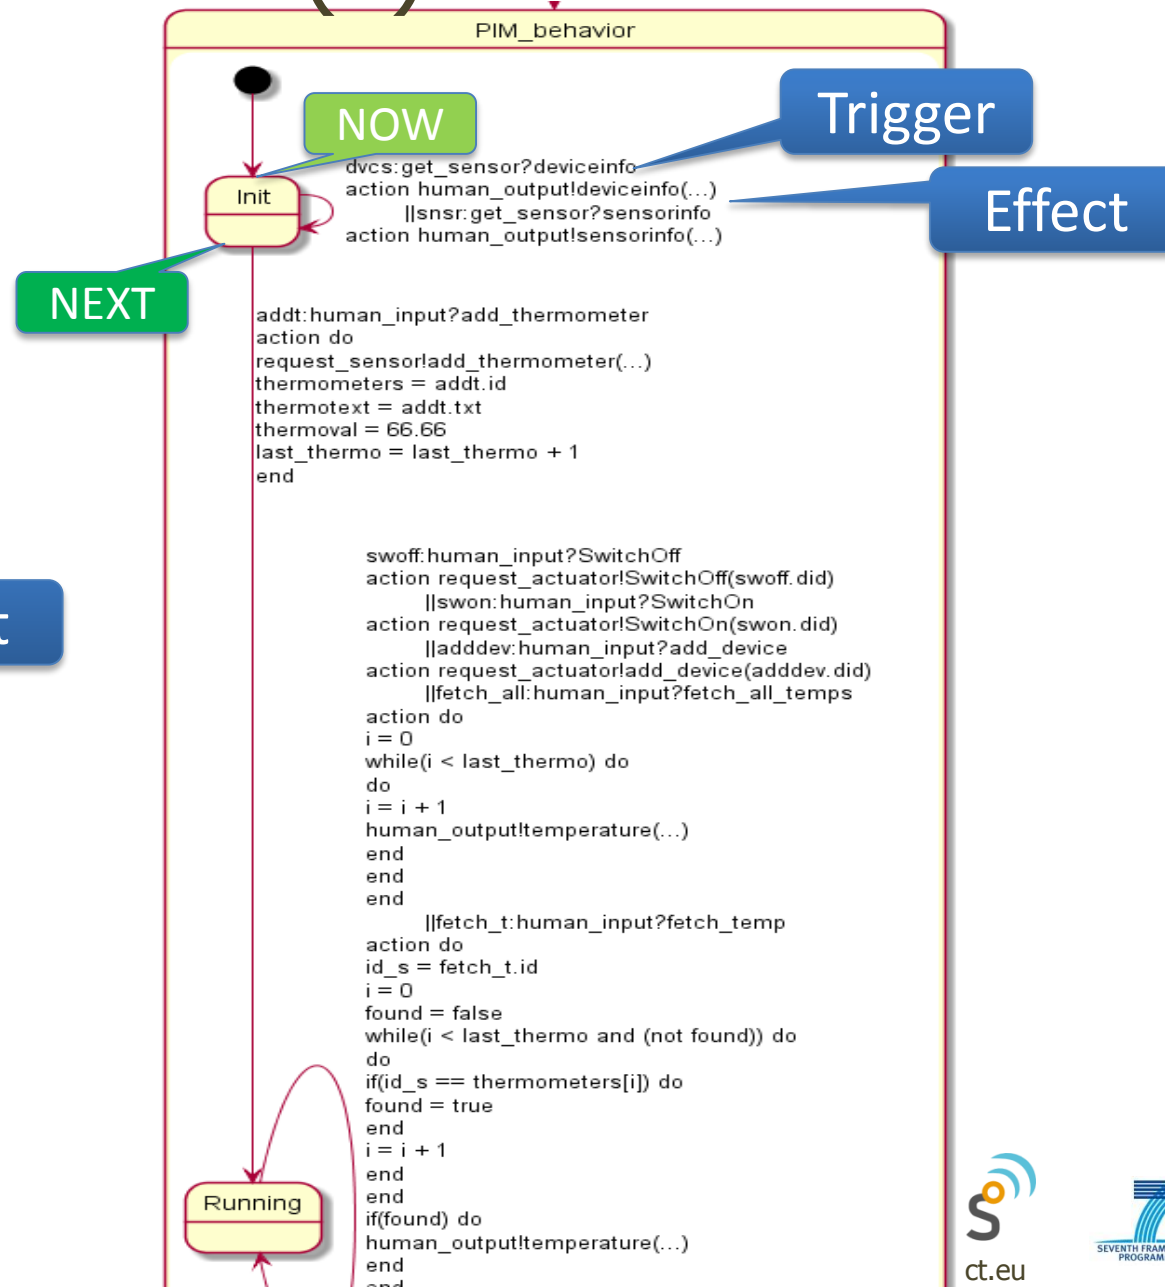 PIM_behavior
NOW
Trigger
dvcs:get_sensor?deviceinfo
action human_output!deviceinfo(...)
||snsr:get_sensor?sensorinfo
action human_output!sensorinfo(...)
Effect
Init
NEXT
addt:human_input?add_thermometer
action do
request_sensor!add_thermometer(...)
thermometers = addt.id
thermotext = addt.txt
thermoval = 66.66
last_thermo = last_thermo + 1
end
swoff:human_input?SwitchOff
action request_actuator!SwitchOff(swoff.did)
||swon:human_input?SwitchOn
action request_actuator!SwitchOn(swon.did)
||adddev:human_input?add_device
action request_actuator!add_device(adddev.did)
||fetch_all:human_input?fetch_all_temps
action do
i = 0
while(i < last_thermo) do
do
i = i + 1
human_output!temperature(...)
end
end
end
||fetch_t:human_input?fetch_temp
action do
id_s = fetch_t.id
i = 0
found = false
while(i < last_thermo and (not found)) do
do
if(id_s == thermometers[i]) do
found = true
end
i = i + 1
end
end
if(found) do
human_output!temperature(...)
end
Running
t
ct.eu
SEVENTH FRAM
PROGRAM